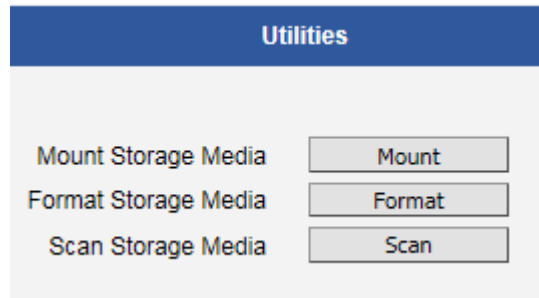 Utilities
Mount Storage Media Mount
Format Storage Media Format
Scan Storage Media Scan